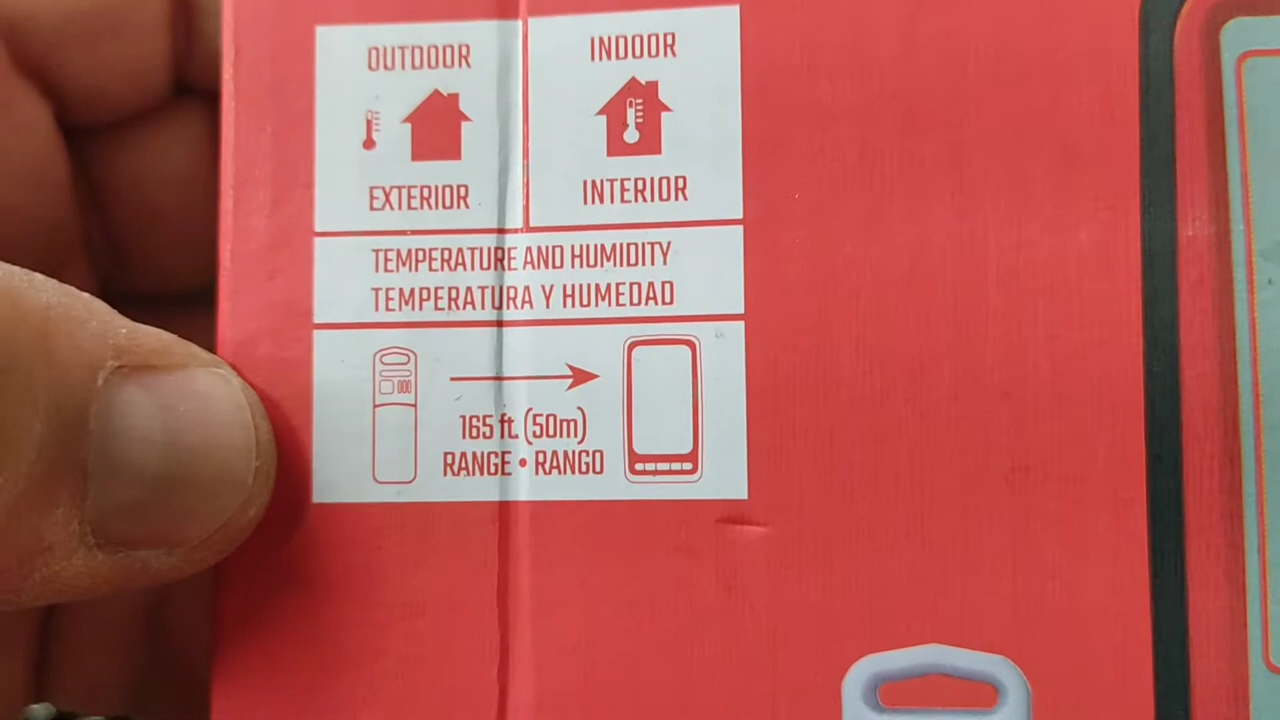 OUTDOOR
EXTERIOR
INDOOR
INTERIOR
TEMPERATURE AND HUMIDITY
TEMPERATURA Y HUMEDAD
165 ft. (50m)
RANGE • RANGO